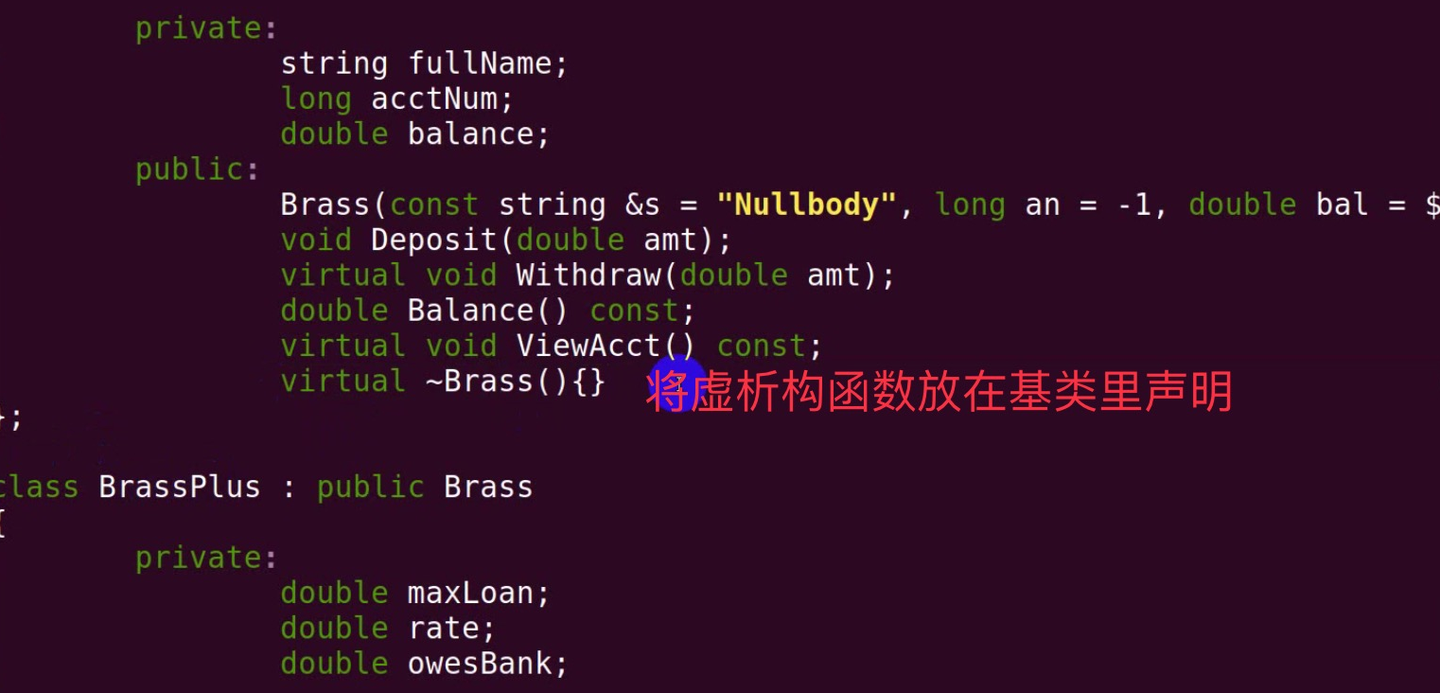 private:
string fullName;
long acctNum;
double balance;
public:
Brass(const string &s = "Nullbody", long an = -1, double bal = $
void Deposit(double amt);
virtual void Withdraw(double amt);
double Balance() const;
virtual void ViewAcct() const;
virtual ~Brass(){} 将虚析构函数放在基类里声明
};
class BrassPlus : public Brass
{
private:
double maxLoan;
double rate;
double owesBank;